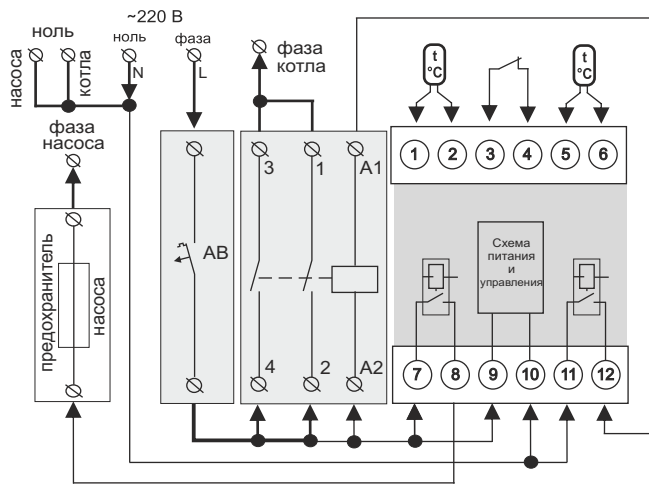 ~220 В
ноль
ноль
фаза
насоса
котла
N
L
фаза
котла
фаза
насоса
t
°C
t
°C
1
2
3
4
5
6
3
1
A1
АВ
Схема
питания
и
управления
предохранитель
насоса
4
2
A2
7
8
9
10
11
12